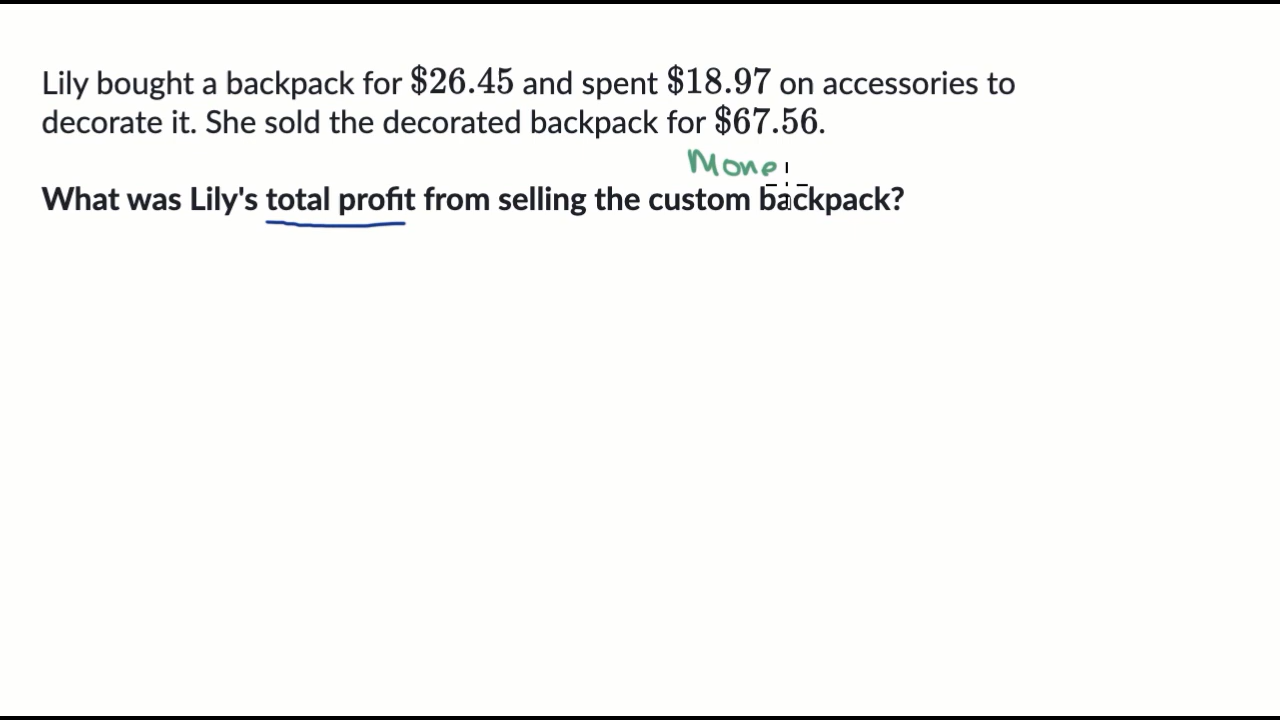 Lily bought a backpack for $26.45 and spent $18.97 on accessories to
decorate it. She sold the decorated backpack for $67.56.
Mone
What was Lily's total profit from selling the custom backpack?